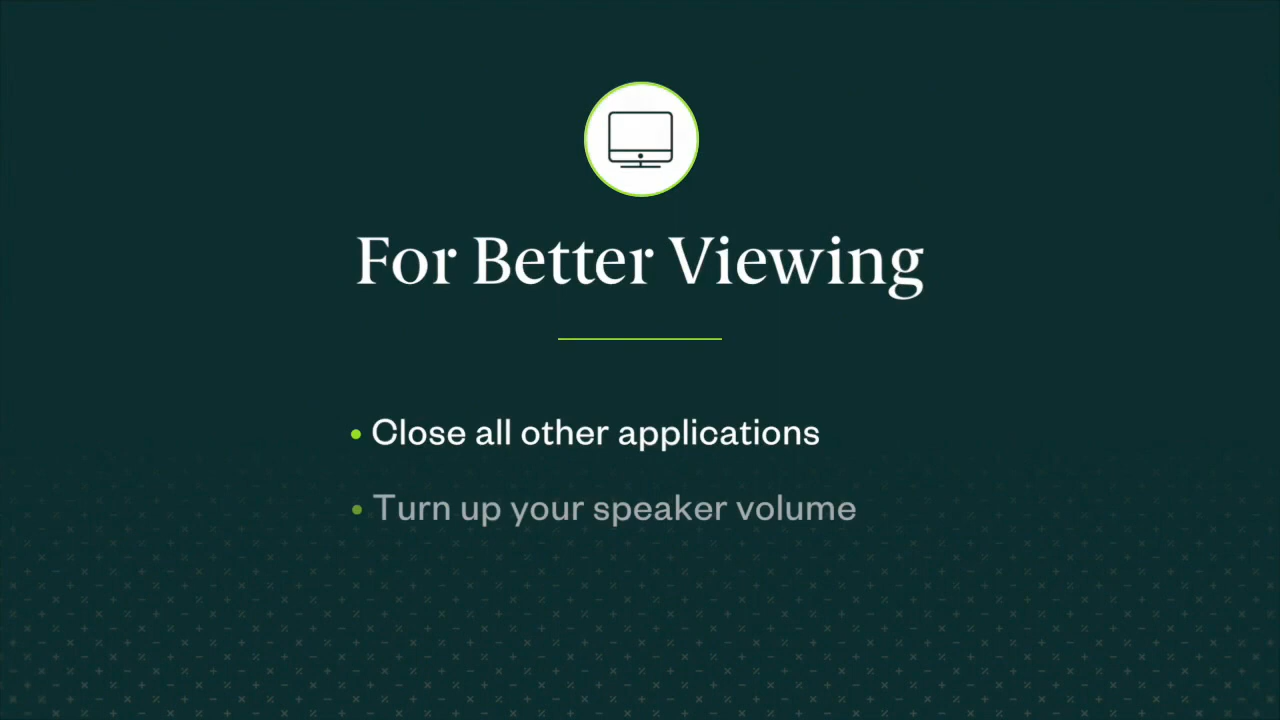 For Better Viewing
• Close all other applications
• Turn up your speaker volume